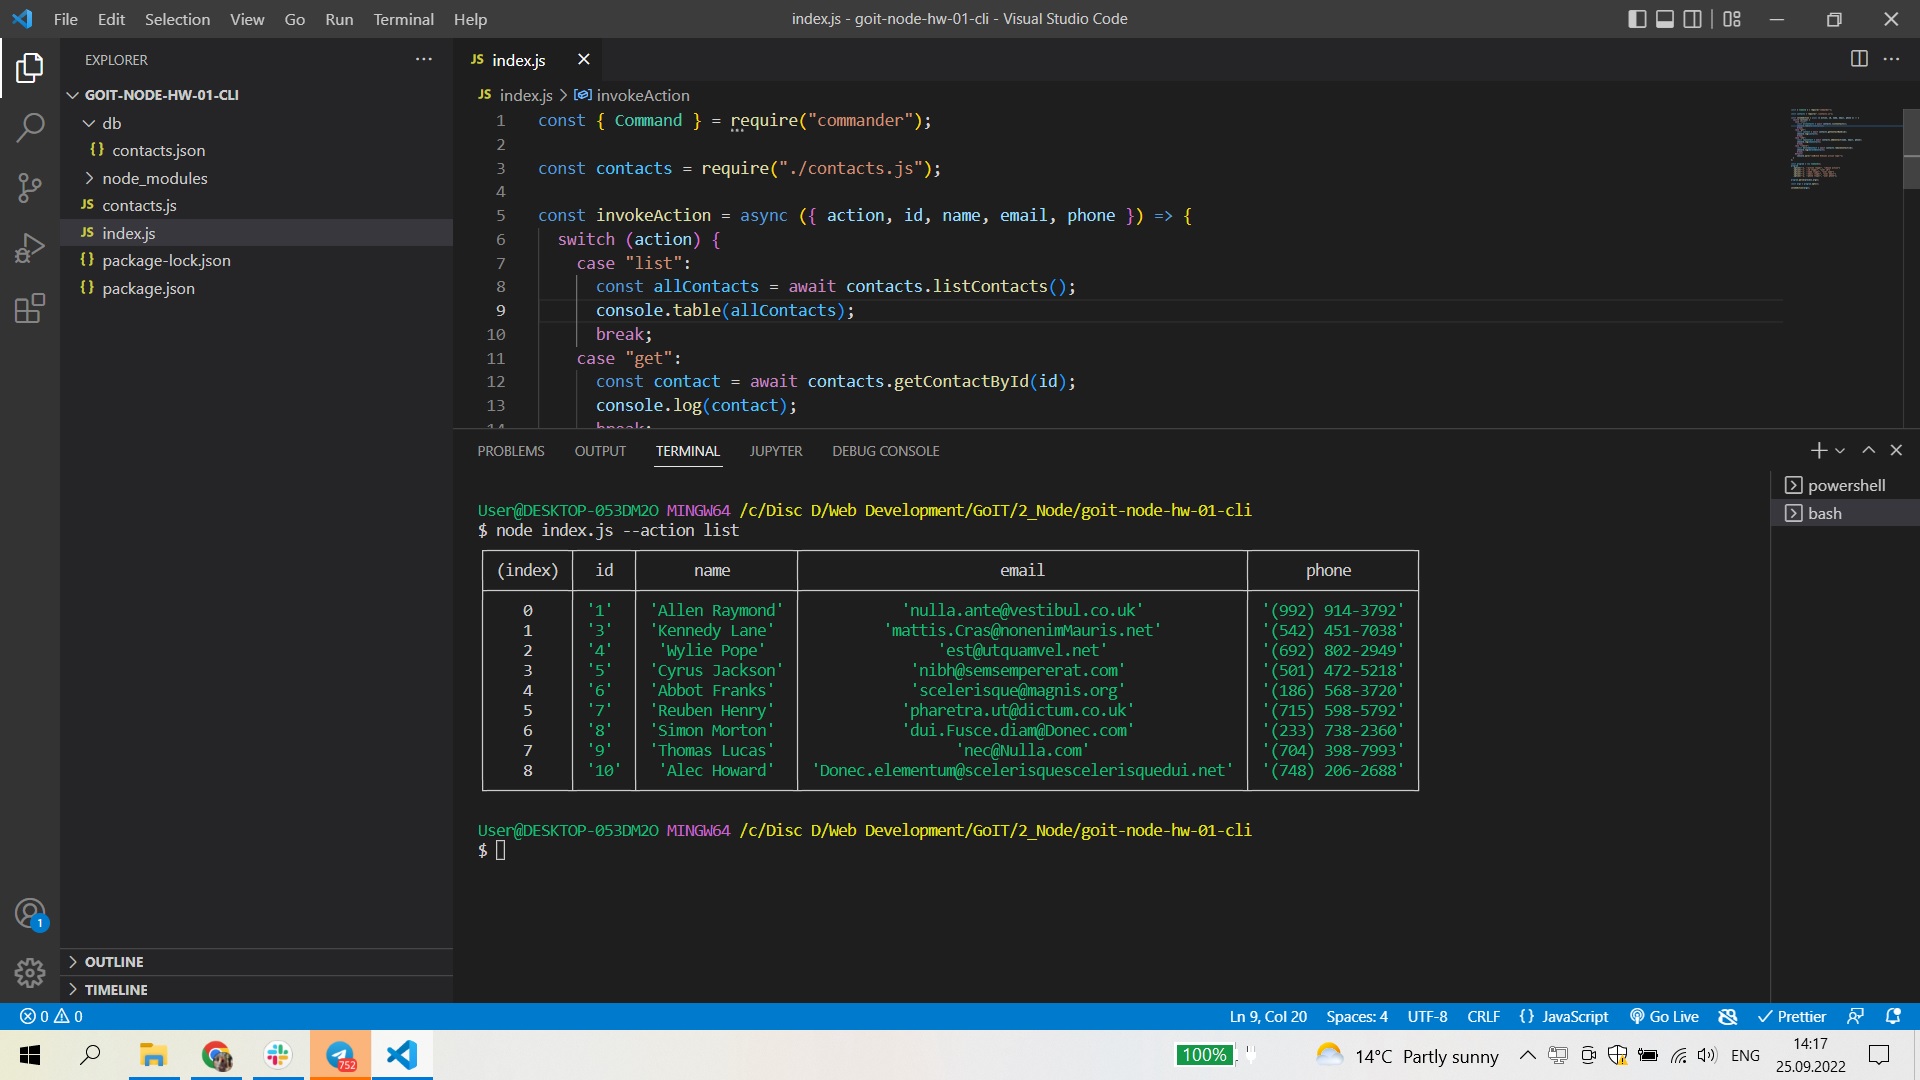 File Edit Selection View Go Run Terminal Help
index.js - goit-node-hw-01-cli - Visual Studio Code
EXPLORER
GOIT-NODE-HW-01-CLI
db
{} contacts.json
node_modules
JS contacts.js
JS index.js
{} package-lock.json
{} package.json
OUTLINE
TIMELINE
1
JS index.js
JS index.js > invokeAction
1 const { Command } = require("commander");
2
3 const contacts = require("./contacts.js");
4
5 const invokeAction = async ({ action, id, name, email, phone }) => {
6 switch (action) {
7 case "list":
8 const allContacts = await contacts.listContacts();
9 console.table(allContacts);
10 break;
11 case "get":
12 const contact = await contacts.getContactById(id);
13 console.log(contact);
14 break;
PROBLEMS OUTPUT TERMINAL JUPYTER DEBUG CONSOLE
powershell
bash
User@DESKTOP-053DM2O MINGW64 /c/Disc D/Web Development/GoIT/2_Node/goit-node-hw-01-cli
$ node index.js --action list
(index) id name email phone
0 '1' 'Allen Raymond' 'nulla.ante@vestibul.co.uk' '(992) 914-3792'
1 '3' 'Kennedy Lane' 'mattis.Cras@nonenimMauris.net' '(542) 451-7038'
2 '4' 'Wylie Pope' 'est@utquamvel.net' '(692) 802-2949'
3 '5' 'Cyrus Jackson' 'nibh@semsempererat.com' '(501) 472-5218'
4 '6' 'Abbot Franks' 'scelerisque@magnis.org' '(186) 568-3720'
5 '7' 'Reuben Henry' 'pharetra.ut@dictum.co.uk' '(715) 598-5792'
6 '8' 'Simon Morton' 'dui.Fusce.diam@Donec.com' '(233) 738-2360'
7 '9' 'Thomas Lucas' 'nec@Nulla.com' '(704) 398-7993'
8 '10' 'Alec Howard' 'Donec.elementum@scelerisquescelerisquedui.net' '(748) 206-2688'
User@DESKTOP-053DM2O MINGW64 /c/Disc D/Web Development/GoIT/2_Node/goit-node-hw-01-cli
$
0 0 Ln 9, Col 20 Spaces: 4 UTF-8 CRLF {} JavaScript Go Live Prettier
752 100% 14°C Partly sunny ENG 14:17
25.09.2022